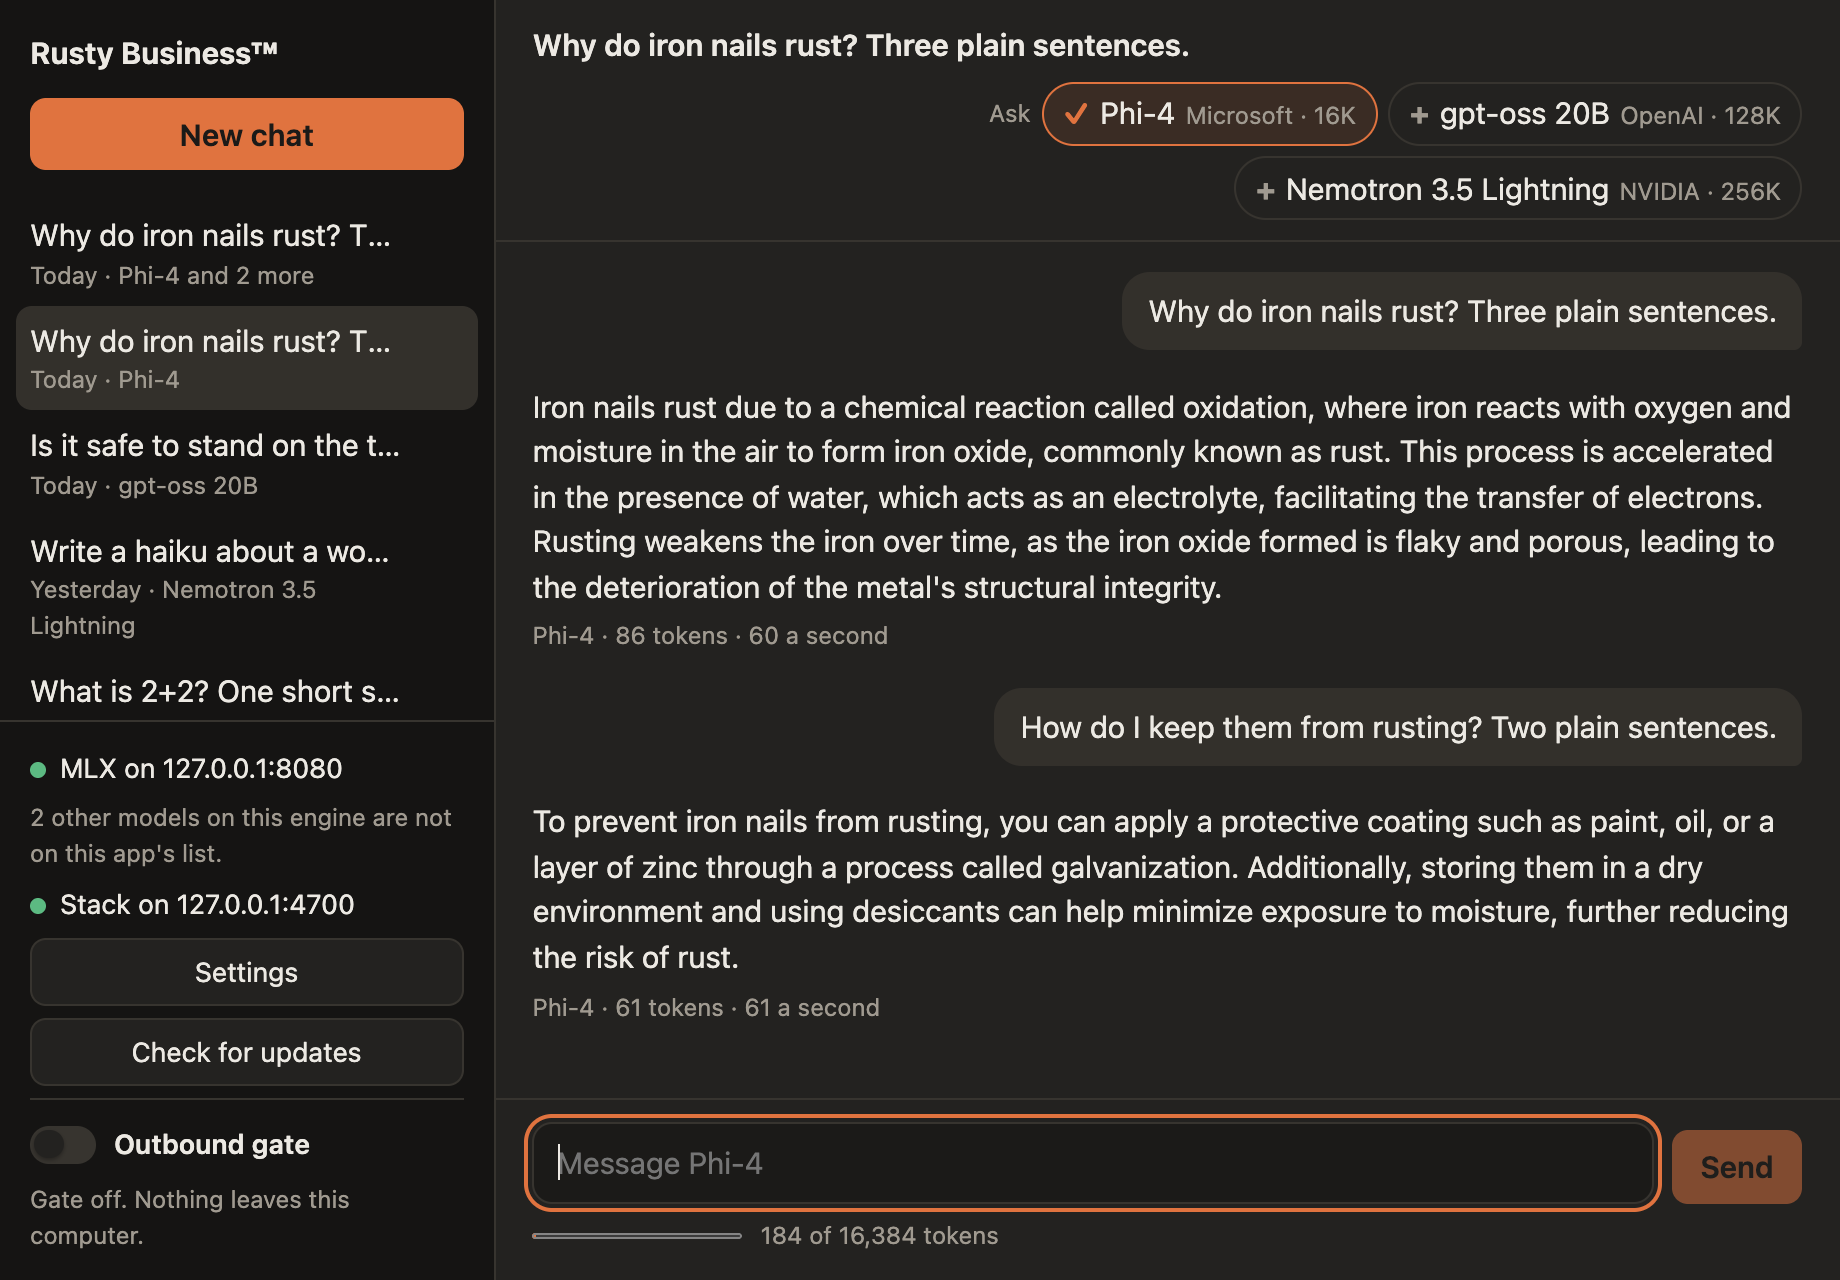 Rusty Business™
New chat
Why do iron nails rust? T...
Today · Phi-4 and 2 more
Why do iron nails rust? T...
Today · Phi-4
Is it safe to stand on the t...
Today · gpt-oss 20B
Write a haiku about a wo...
Yesterday · Nemotron 3.5
Lightning
What is 2+2? One short s...
MLX on 127.0.0.1:8080
2 other models on this engine are not
on this app's list.
Stack on 127.0.0.1:4700
Settings
Check for updates
Outbound gate
Gate off. Nothing leaves this
computer.
Why do iron nails rust? Three plain sentences.
Ask ✓ Phi-4 Microsoft · 16K + gpt-oss 20B OpenAI · 128K
+ Nemotron 3.5 Lightning NVIDIA · 256K
Why do iron nails rust? Three plain sentences.
Iron nails rust due to a chemical reaction called oxidation, where iron reacts with oxygen and
moisture in the air to form iron oxide, commonly known as rust. This process is accelerated
in the presence of water, which acts as an electrolyte, facilitating the transfer of electrons.
Rusting weakens the iron over time, as the iron oxide formed is flaky and porous, leading to
the deterioration of the metal's structural integrity.
Phi-4 · 86 tokens · 60 a second
How do I keep them from rusting? Two plain sentences.
To prevent iron nails from rusting, you can apply a protective coating such as paint, oil, or a
layer of zinc through a process called galvanization. Additionally, storing them in a dry
environment and using desiccants can help minimize exposure to moisture, further reducing
the risk of rust.
Phi-4 · 61 tokens · 61 a second
Message Phi-4
Send
184 of 16,384 tokens